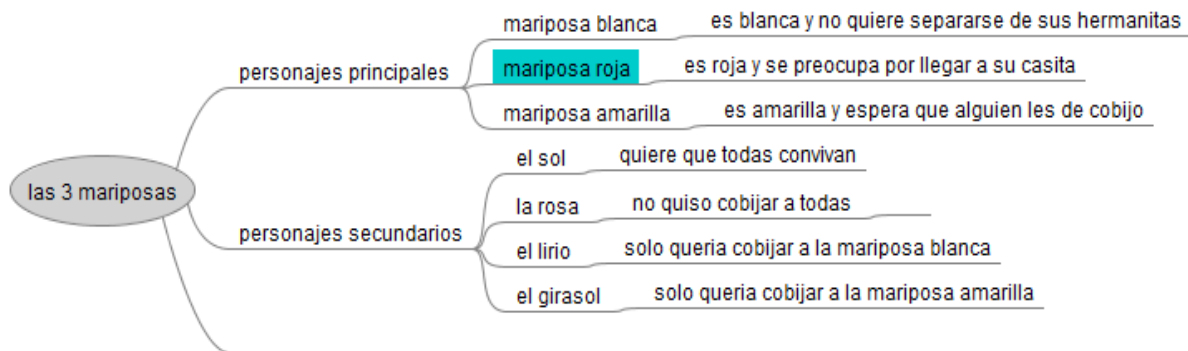 las 3 mariposas
personajes principales
mariposa blanca
es blanca y no quiere separarse de sus hermanitas
mariposa roja
es roja y se preocupa por llegar a su casita
mariposa amarilla
es amarilla y espera que alguien les de cobijo
personajes secundarios
el sol
quiere que todas convivan
la rosa
no quiso cobijar a todas
el lirio
solo queria cobijar a la mariposa blanca
el girasol
solo queria cobijar a la mariposa amarilla